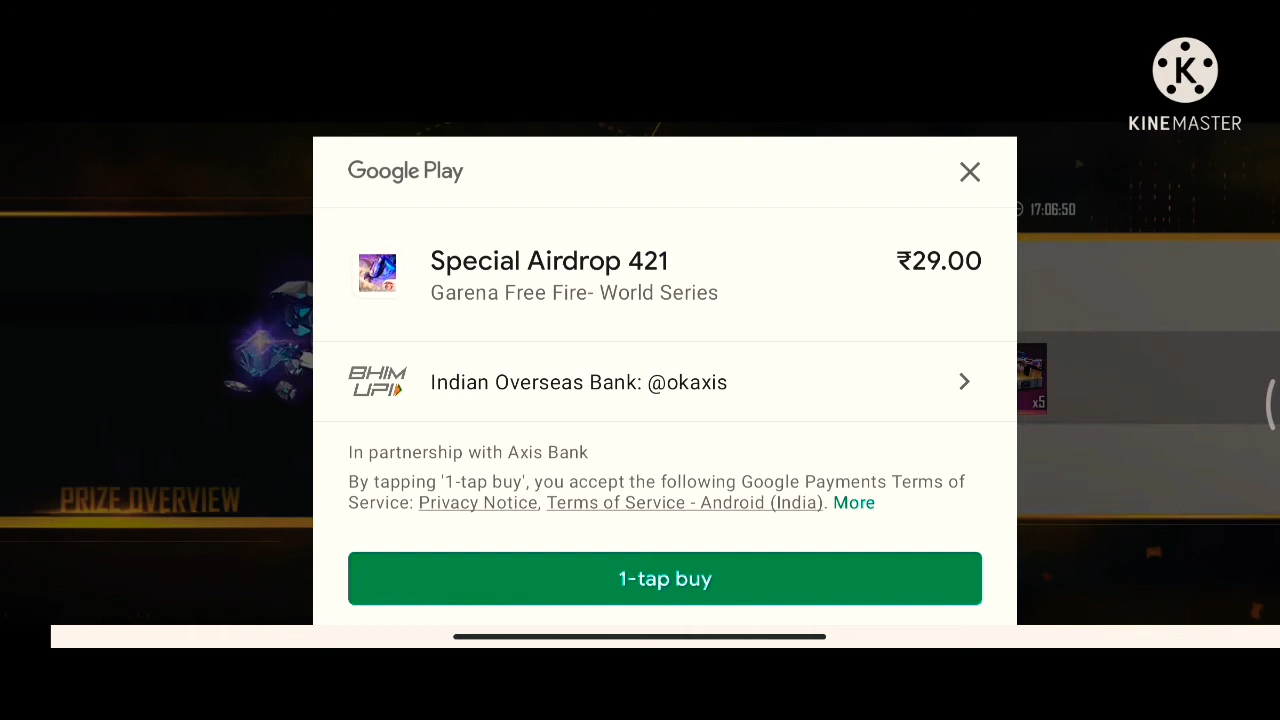 KINEMASTER
Google Play
17:06:50
Special Airdrop 421
₹29.00
Garena Free Fire- World Series
BHIM
UPI
Indian Overseas Bank: @okaxis
x5
In partnership with Axis Bank
By tapping '1-tap buy', you accept the following Google Payments Terms of
Service: Privacy Notice, Terms of Service - Android (India). More
PRIZE OVERVIEW
1-tap buy